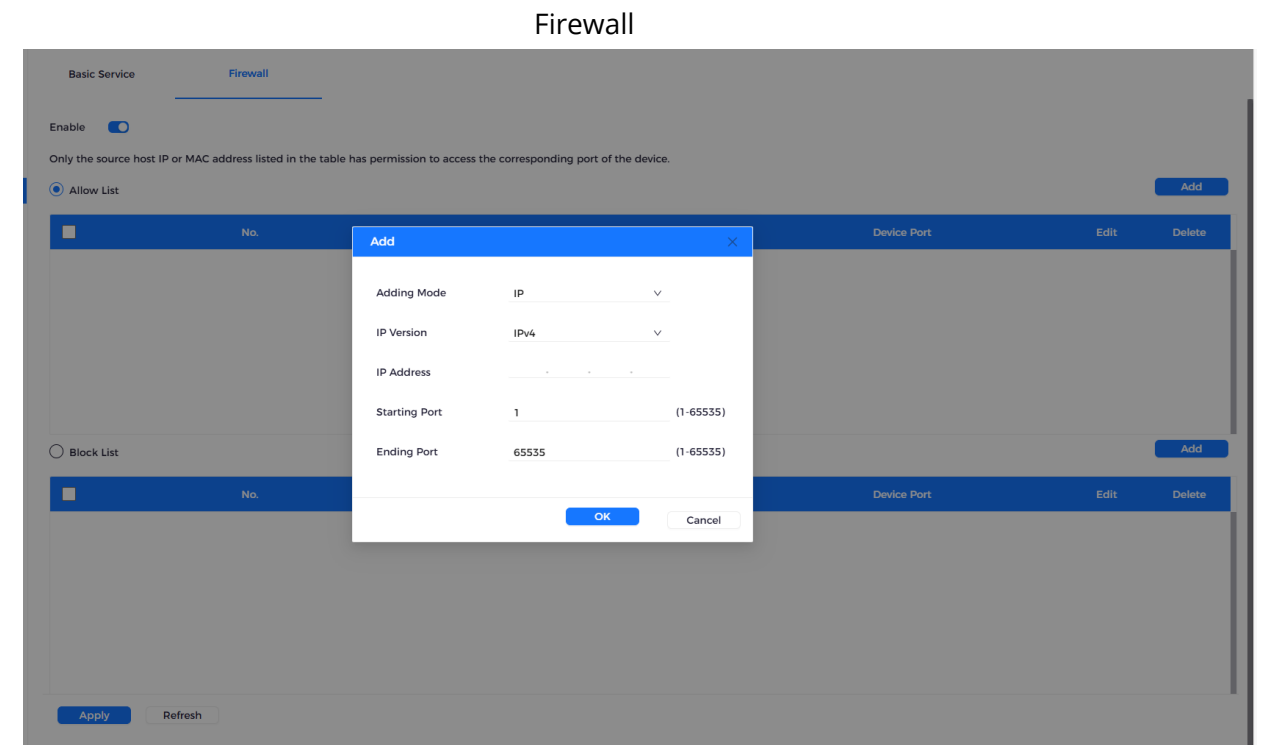 Firewall
Basic Service Firewall
Enable
Only the source host IP or MAC address listed in the table has permission to access the corresponding port of the device.
Allow List Add
No. Device Port Edit Delete
Add
Adding Mode IP
IP Version IPv4
IP Address . . .
Starting Port 1 (1-65535)
Ending Port 65535 (1-65535)
OK Cancel
Block List Add
No. Device Port Edit Delete
Apply Refresh